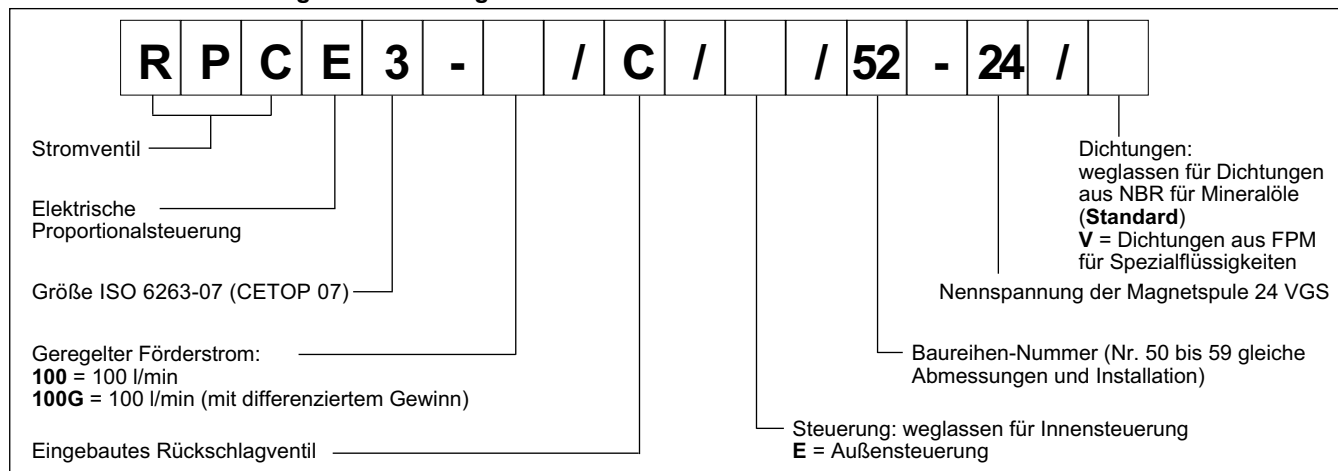 R P C E 3 - / C / / 52 - 24 /
Stromventil
Elektrische
Proportionalsteuerung
Größe ISO 6263-07 (CETOP 07)
Geregelter Förderstrom:
100 = 100 l/min
100G = 100 l/min (mit differenziertem Gewinn)
Eingebautes Rückschlagventil
Dichtungen:
weglassen für Dichtungen
aus NBR für Mineralöle
(Standard)
V = Dichtungen aus FPM
für Spezialflüssigkeiten
Nennspannung der Magnetspule 24 VGS
Baureihen-Nummer (Nr. 50 bis 59 gleiche
Abmessungen und Installation)
Steuerung: weglassen für Innensteuerung
E = Außensteuerung